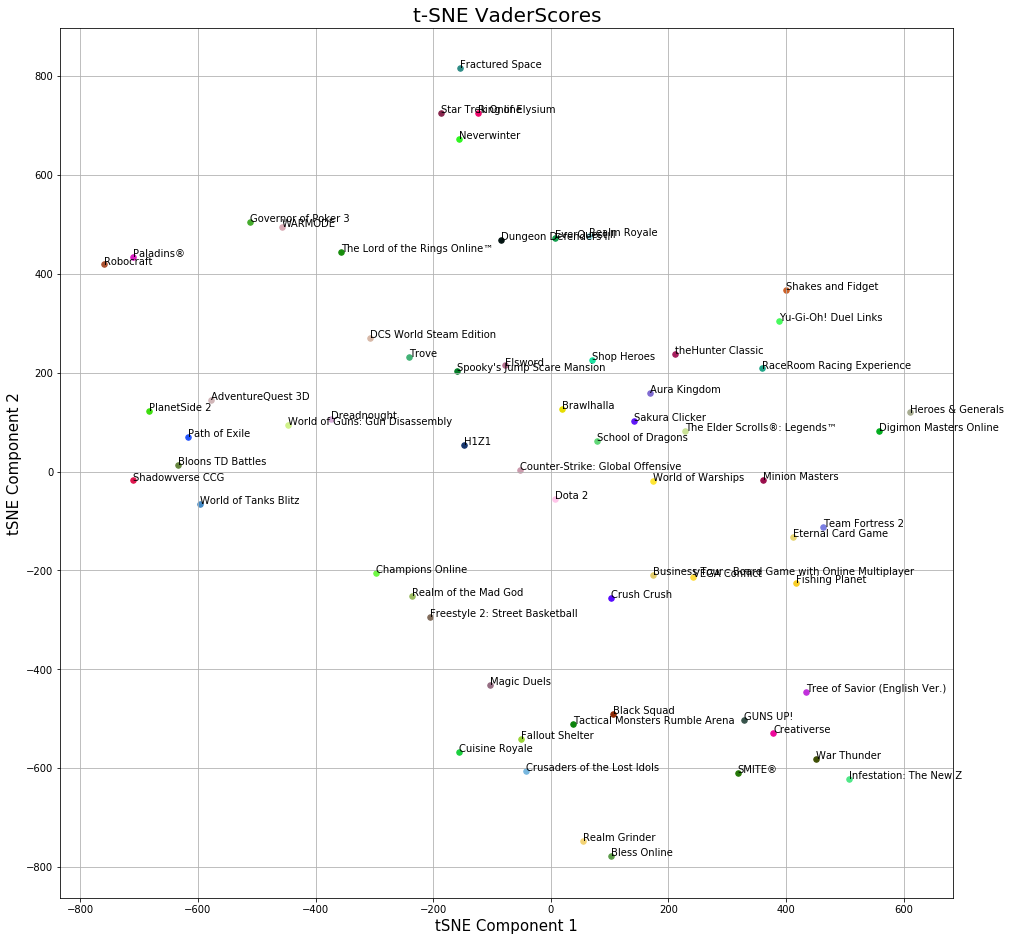 t-SNE VaderScores
Fractured Space
Star Trek Online
Ring of Elysium
Neverwinter
Governor of Poker 3
WARMODE
The Lord of the Rings Online™
Dungeon Defenders II
EverQuest II
Realm Royale
Paladins®
Robocraft
Shakes and Fidget
Yu-Gi-Oh! Duel Links
DCS World Steam Edition
Trove
Elsword
Spooky's Jump Scare Mansion
Shop Heroes
theHunter Classic
RaceRoom Racing Experience
AdventureQuest 3D
PlanetSide 2
Dreadnought
World of Guns: Gun Disassembly
Brawlhalla
Aura Kingdom
Sakura Clicker
The Elder Scrolls®: Legends™
Heroes & Generals
Digimon Masters Online
Path of Exile
H1Z1
School of Dragons
Bloons TD Battles
Shadowverse CCG
Counter-Strike: Global Offensive
World of Warships
Minion Masters
World of Tanks Blitz
Dota 2
Team Fortress 2
Eternal Card Game
Champions Online
Business Tour - Board Game with Online Multiplayer
VEGA Conflict
Fishing Planet
Realm of the Mad God
Crush Crush
Freestyle 2: Street Basketball
Magic Duels
Tree of Savior (English Ver.)
Black Squad
Tactical Monsters Rumble Arena
GUNS UP!
Creativerse
Fallout Shelter
Cuisine Royale
War Thunder
Crusaders of the Lost Idols
SMITE®
Infestation: The New Z
Realm Grinder
Bless Online
800
600
400
200
0
−200
−400
−600
−800
tSNE Component 2
−800
−600
−400
−200
0
200
400
600
tSNE Component 1